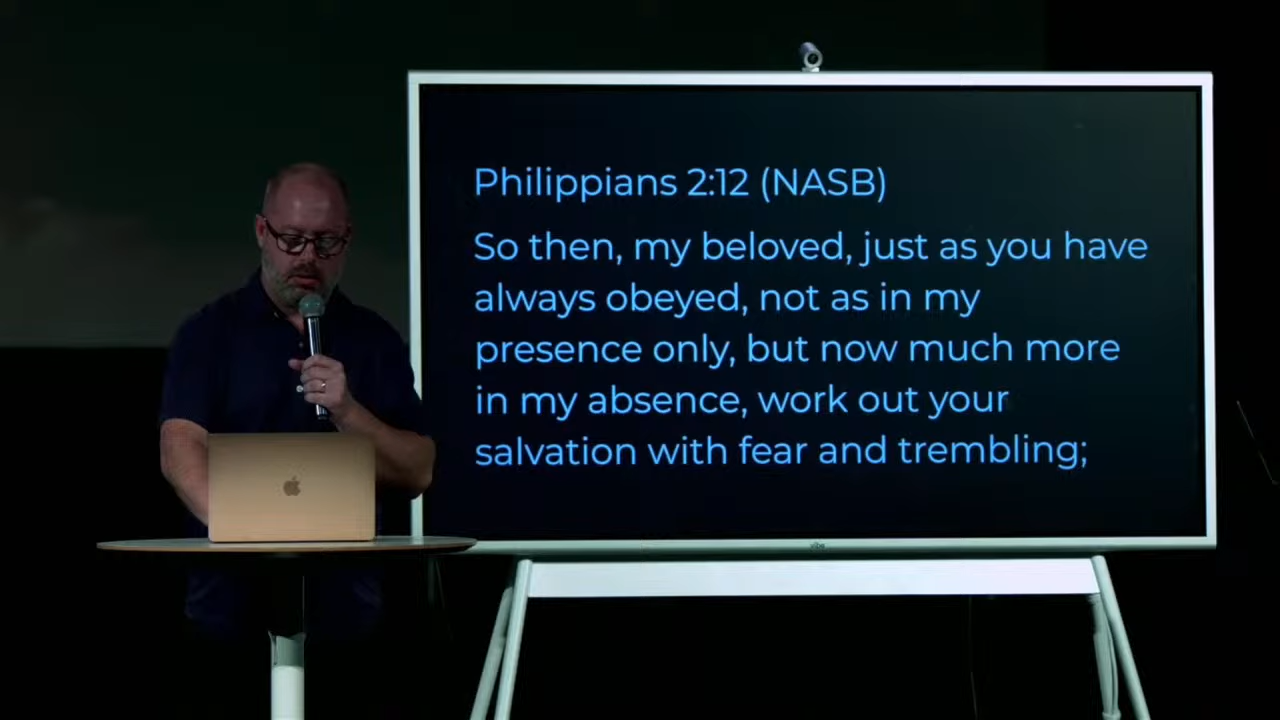 Philippians 2:12 (NASB)
So then, my beloved, just as you have
always obeyed, not as in my
presence only, but now much more
in my absence, work out your
salvation with fear and trembling;
vibe